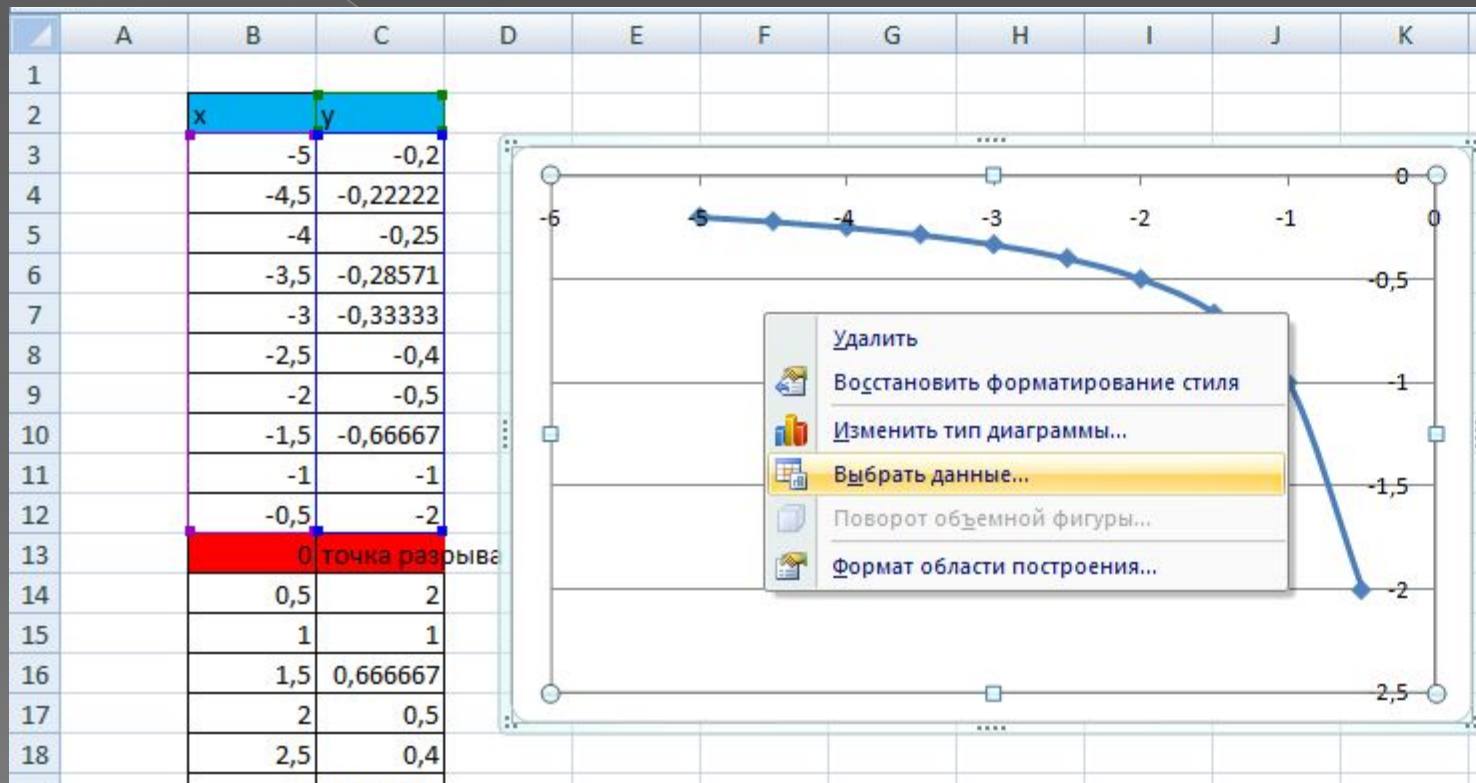 A B C D E F G H I J K
1
2 x y
3 -5 -0,2
4 -4,5 -0,22222
5 -4 -0,25
6 -3,5 -0,28571
7 -3 -0,33333
8 -2,5 -0,4
9 -2 -0,5
10 -1,5 -0,66667
11 -1 -1
12 -0,5 -2
13 0 точка разрыва
14 0,5 2
15 1 1
16 1,5 0,666667
17 2 0,5
18 2,5 0,4
0
-6 -5 -4 -3 -2 -1 0
-0,5
-1
-1,5
-2
-2,5
Удалить
Восстановить форматирование стиля
Изменить тип диаграммы...
Выбрать данные...
Поворот объемной фигуры...
Формат области построения...